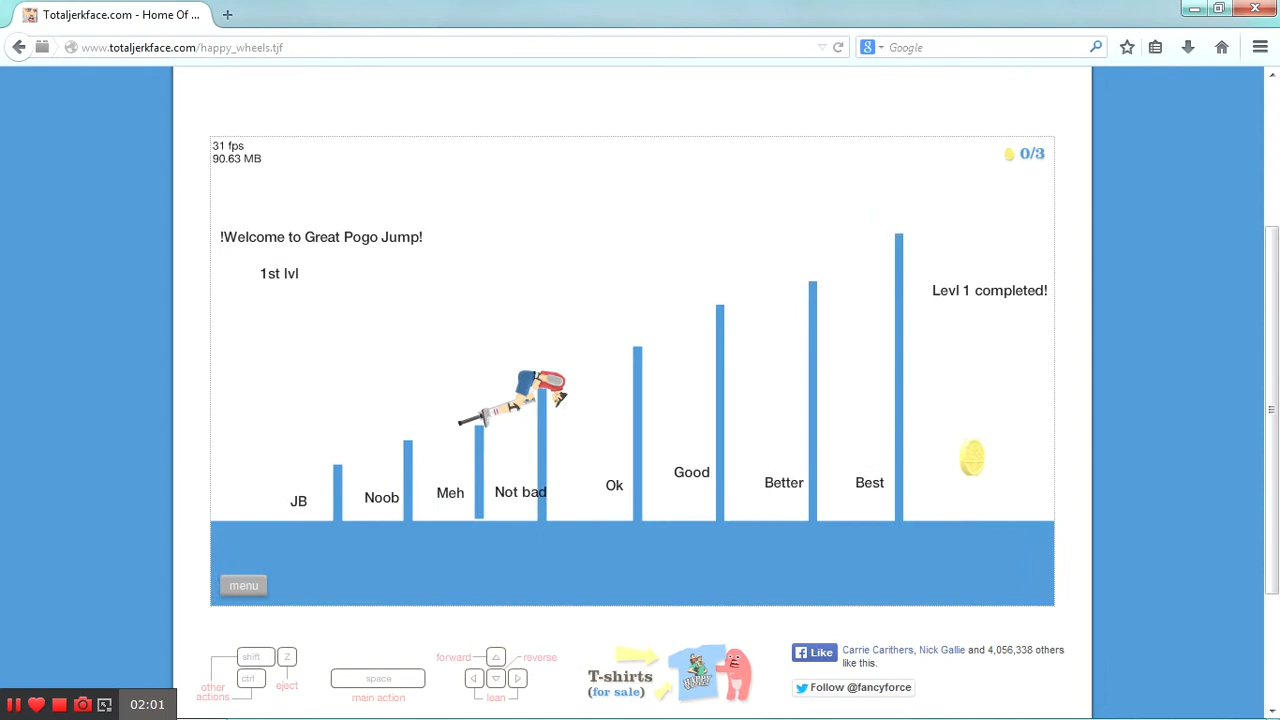 Totaljerkface.com - Home Of ...
www.totaljerkface.com/happy_wheels.tjf
Google
31 fps
90.63 MB
0/3
!Welcome to Great Pogo Jump!
1st lvl
Levl 1 completed!
JB
Noob
Meh
Not bad
Ok
Good
Better
Best
menu
shift
Z
ctrl
other
actions
eject
space
main action
forward
reverse
lean
T-shirts
(for sale)
Like
Carrie Carithers, Nick Gallie and 4,056,338 others
like this.
Follow @fancyforce
02:01